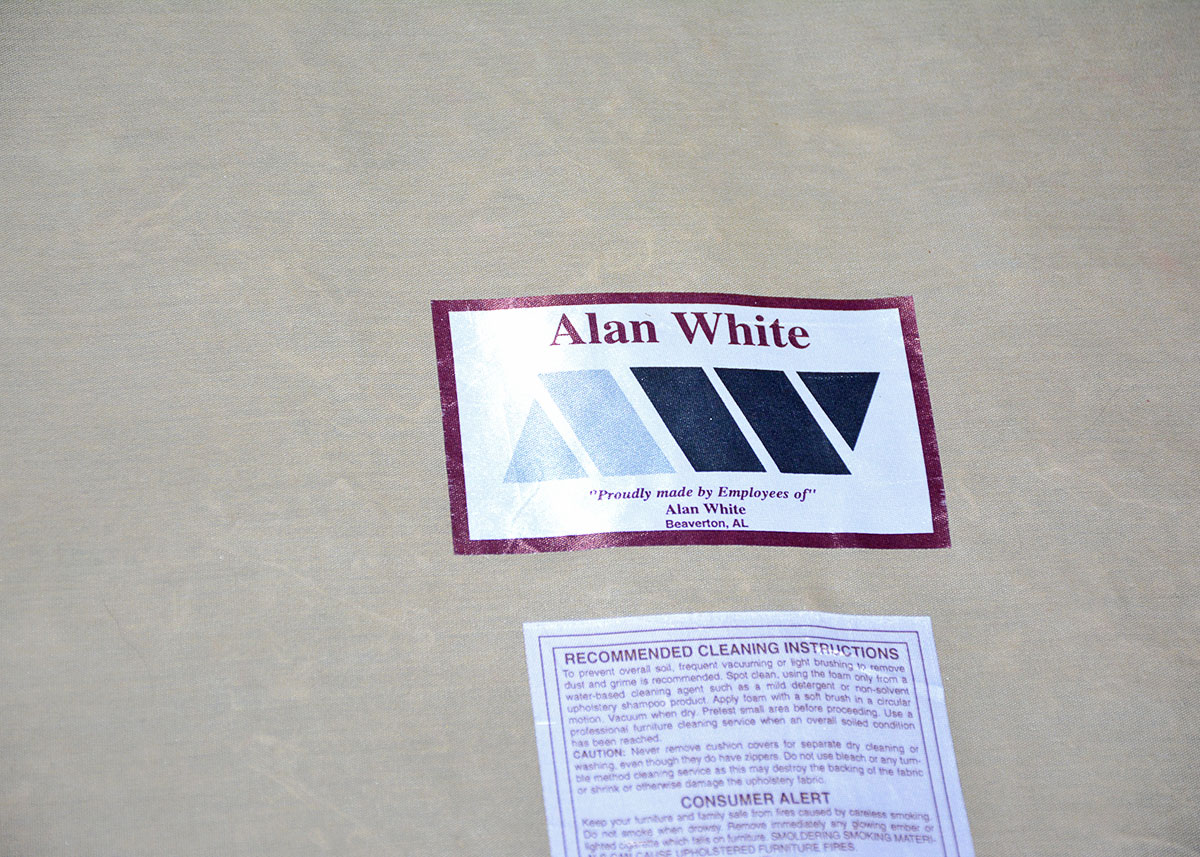 Alan White
"Proudly made by Employees of"
Alan White
Beaverton, AL
RECOMMENDED CLEANING INSTRUCTIONS
To prevent overall soil, frequent vacuuming or light brushing to remove
dust and grime is recommended. Spot clean, using the foam only from a
water-based cleaning agent such as a mild detergent or non-solvent
upholstery shampoo product. Apply foam with a soft brush in a circular
motion. Vacuum when dry. Pretest small area before proceeding. Use a
professional furniture cleaning service when an overall soiled condition
has been reached.
CAUTION: Never remove cushion covers for separate dry cleaning or
washing, even though they do have zippers. Do not use bleach or any tum-
ble method cleaning service as this may destroy the backing of the fabric
or shrink or otherwise damage the upholstery fabric.
CONSUMER ALERT
Keep your furniture and family safe from fires caused by careless smoking.
Do not smoke when drowsy. Remove immediately any glowing ember or
lighted cigarette which falls on furniture. SMOLDERING SMOKING MATERI-
ALS CAN CAUSE UPHOLSTERED FURNITURE FIRES.